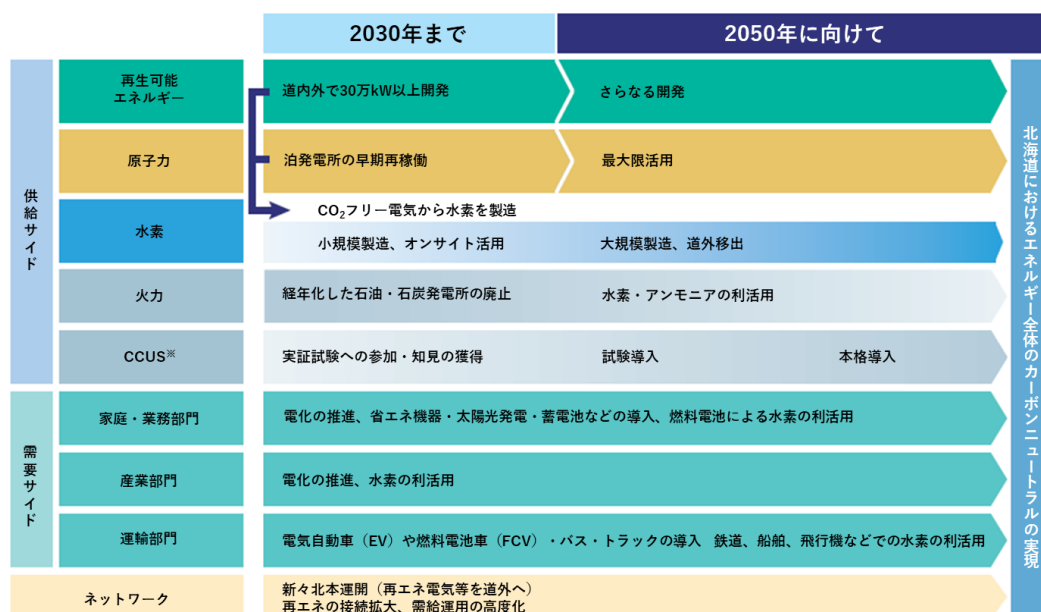 2030年まで
2050年に向けて
供給サイド
再生可能
エネルギー
道内外で30万kW以上開発
さらなる開発
原子力
泊発電所の早期再稼働
最大限活用
水素
CO₂フリー電気から水素を製造
小規模製造、オンサイト活用
大規模製造、道外移出
火力
経年化した石油・石炭発電所の廃止
水素・アンモニアの利活用
CCUS※
実証試験への参加・知見の獲得
試験導入
本格導入
需要サイド
家庭・業務部門
電化の推進、省エネ機器・太陽光発電・蓄電池などの導入、燃料電池による水素の利活用
産業部門
電化の推進、水素の利活用
運輸部門
電気自動車（EV）や燃料電池車（FCV）・バス・トラックの導入　鉄道、船舶、飛行機などでの水素の利活用
ネットワーク
新々北本運開（再エネ電気等を道外へ）
再エネの接続拡大、需給運用の高度化
北海道におけるエネルギー全体のカーボンニュートラルの実現